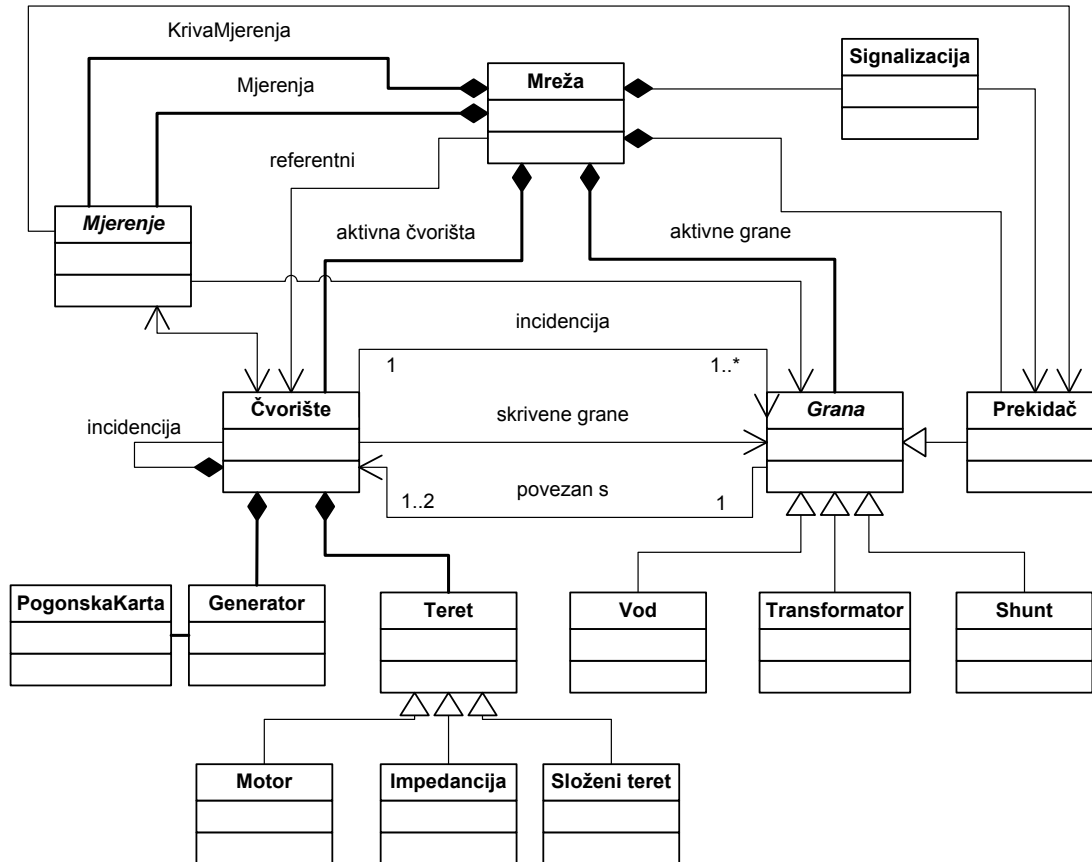 KrivaMjerenja
Mreža
Signalizacija
Mjerenja
referentni
Mjerenje
aktivna čvorišta
aktivne grane
incidencija
1
1..*
Čvorište
Grana
Prekidač
skrivene grane
incidencija
povezan s
1..2
1
PogonskaKarta
Generator
Teret
Vod
Transformator
Shunt
Motor
Impedancija
Složeni teret